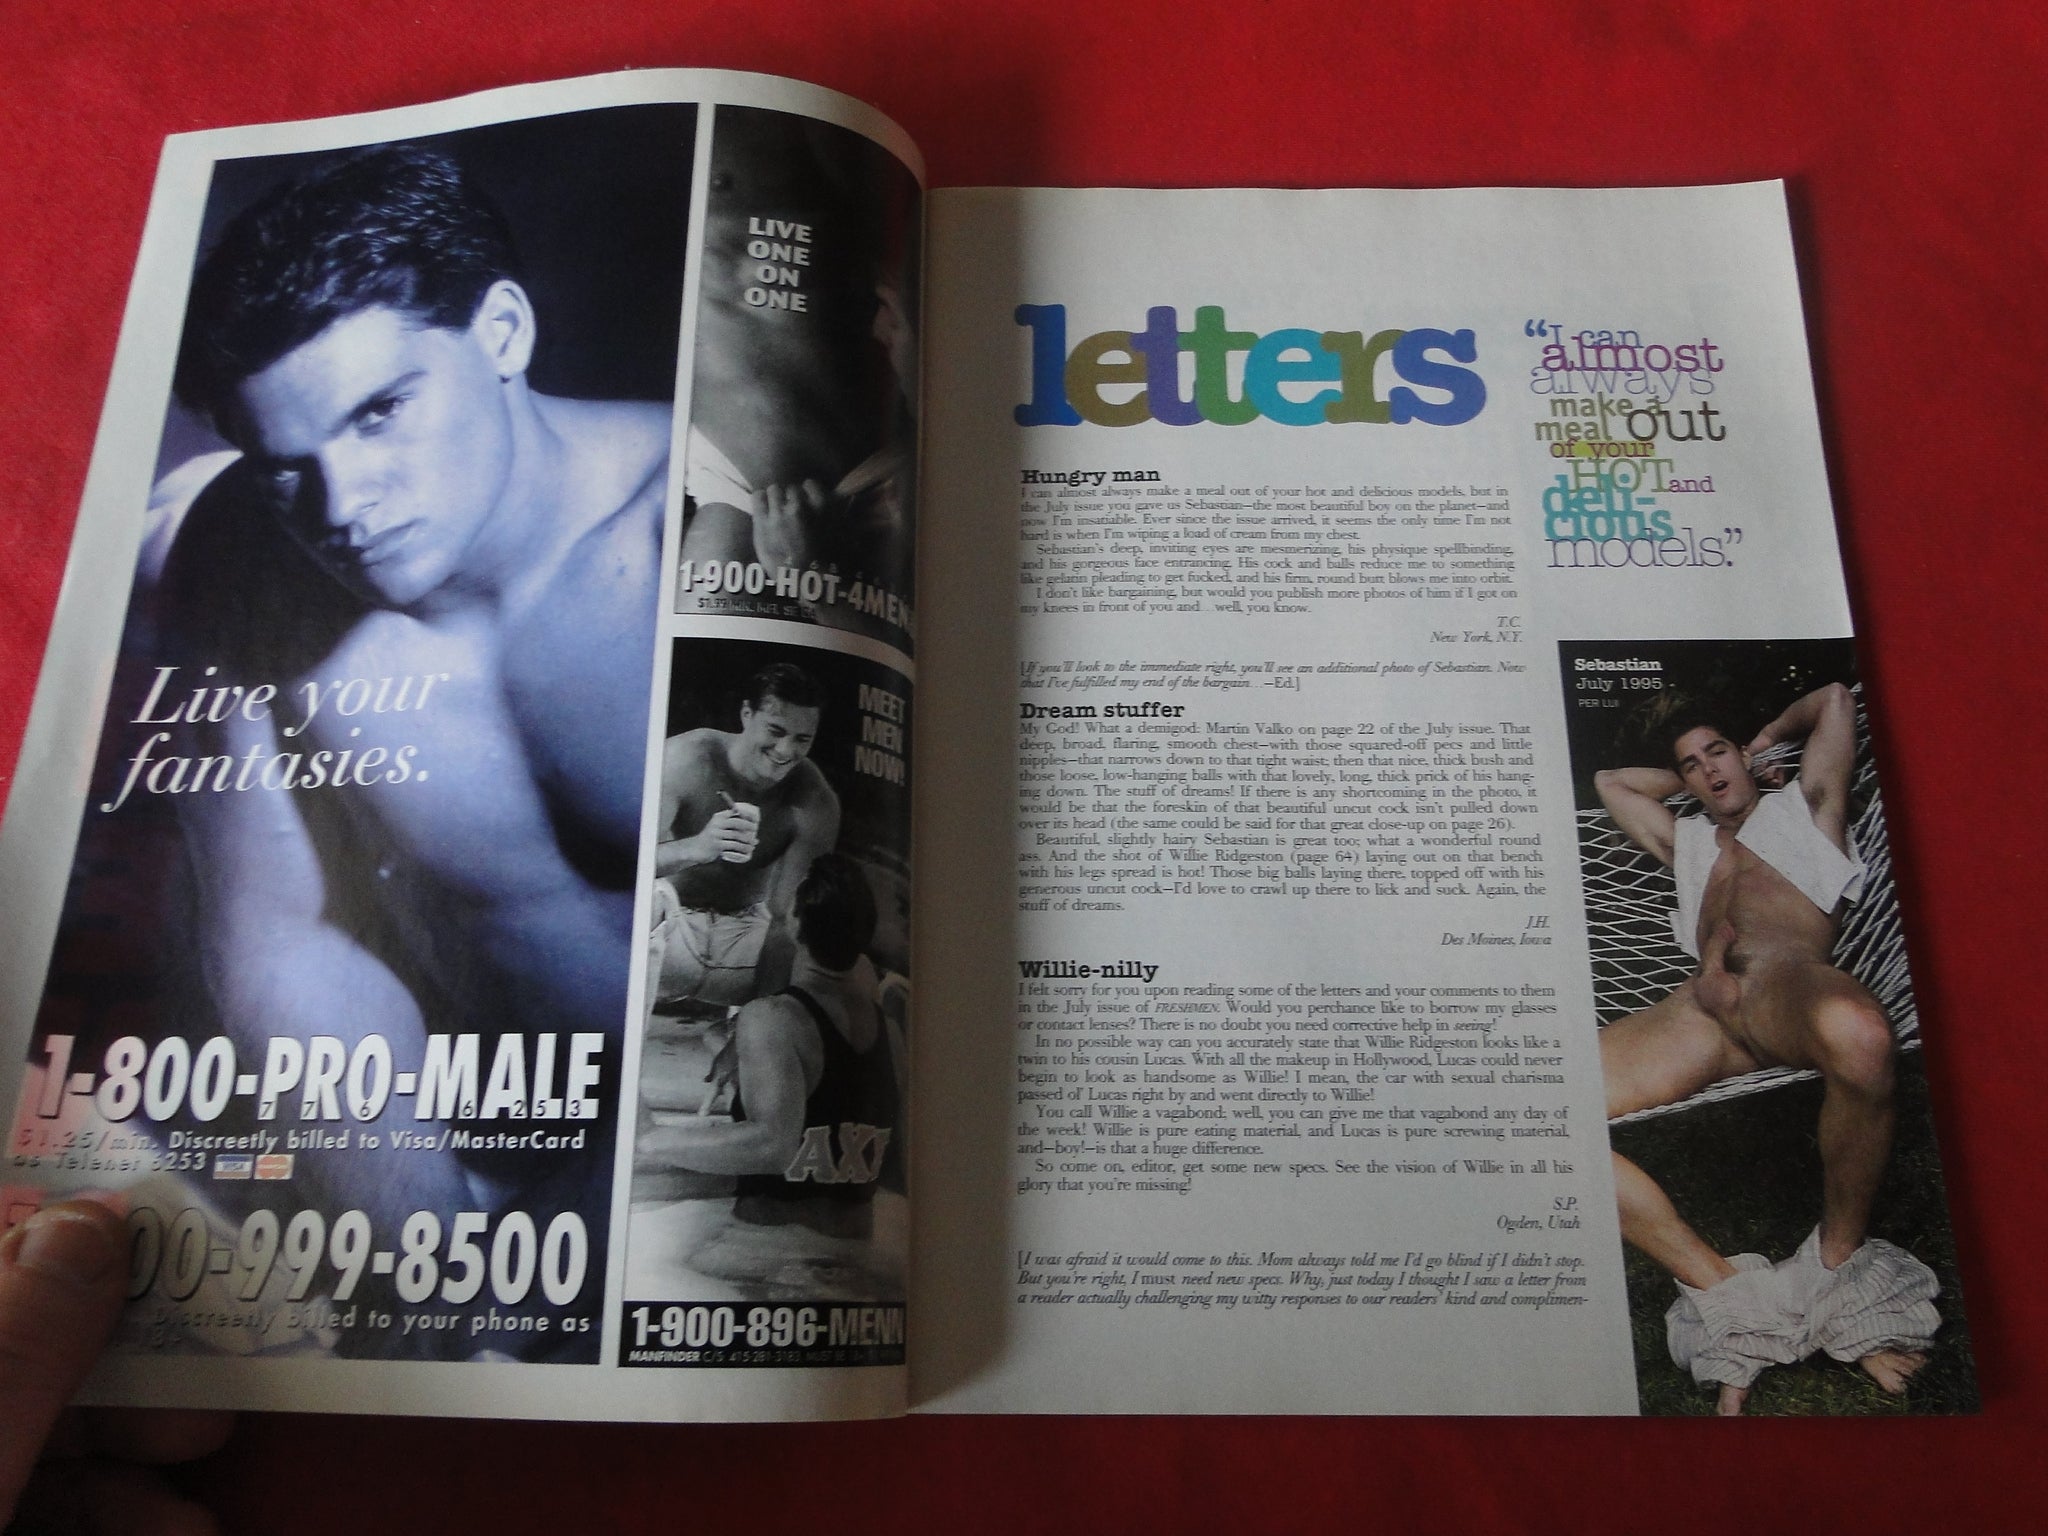 LIVE
ONE
ON
ONE
1-900-HOT-4MEN
Live your
fantasies.
MEET
MEN
NOW!
1-800-PRO-MALE
7 7 6 6 2 5 3
$1.25/min. Discreetly billed to Visa/MasterCard
as Telener 3253
VISA
00-999-8500
Discreetly billed to your phone as
1-900-896-MENN
MANFINDER C/S 415-281-3183
letters
Hungry man
I can almost always make a meal out of your hot and delicious models, but in
the July issue you gave us Sebastian—the most beautiful boy on the planet—and
now I'm insatiable. Ever since the issue arrived, it seems the only time I'm not
hard is when I'm wiping a load of cream from my chest.
Sebastian's deep, inviting eyes are mesmerizing, his physique spellbinding,
and his gorgeous face entrancing. His cock and balls reduce me to something
like gelatin pleading to get fucked, and his firm, round butt blows me into orbit.
I don't like bargaining, but would you publish more photos of him if I got on
my knees in front of you and…well, you know.
T.C.
New York, N.Y.
[If you'll look to the immediate right, you'll see an additional photo of Sebastian. Now
that I've fulfilled my end of the bargain…—Ed.]
Dream stuffer
My God! What a demigod: Martin Valko on page 22 of the July issue. That
deep, broad, flaring, smooth chest—with those squared-off pecs and little
nipples—that narrows down to that tight waist; then that nice, thick bush and
those loose, low-hanging balls with that lovely, long, thick prick of his hang-
ing down. The stuff of dreams! If there is any shortcoming in the photo, it
would be that the foreskin of that beautiful uncut cock isn't pulled down
over its head (the same could be said for that great close-up on page 26).
Beautiful, slightly hairy Sebastian is great too; what a wonderful round
ass. And the shot of Willie Ridgeston (page 64) laying out on that bench
with his legs spread is hot! Those big balls laying there, topped off with his
generous uncut cock—I'd love to crawl up there to lick and suck. Again, the
stuff of dreams.
J.H.
Des Moines, Iowa
Willie-nilly
I felt sorry for you upon reading some of the letters and your comments to them
in the July issue of FRESHMEN. Would you perchance like to borrow my glasses
or contact lenses? There is no doubt you need corrective help in seeing!
In no possible way can you accurately state that Willie Ridgeston looks like a
twin to his cousin Lucas. With all the makeup in Hollywood, Lucas could never
begin to look as handsome as Willie! I mean, the car with sexual charisma
passed ol' Lucas right by and went directly to Willie!
You call Willie a vagabond; well, you can give me that vagabond any day of
the week! Willie is pure eating material, and Lucas is pure screwing material,
and—boy!—is that a huge difference.
So come on, editor, get some new specs. See the vision of Willie in all his
glory that you're missing!
S.P.
Ogden, Utah
[I was afraid it would come to this. Mom always told me I'd go blind if I didn't stop.
But you're right, I must need new specs. Why, just today I thought I saw a letter from
a reader actually challenging my witty responses to our readers' kind and complimen-
“I can
almost
always
make a
meal out
of your
HOT and
deli-
cious
models.”
Sebastian
July 1995
PER LUI